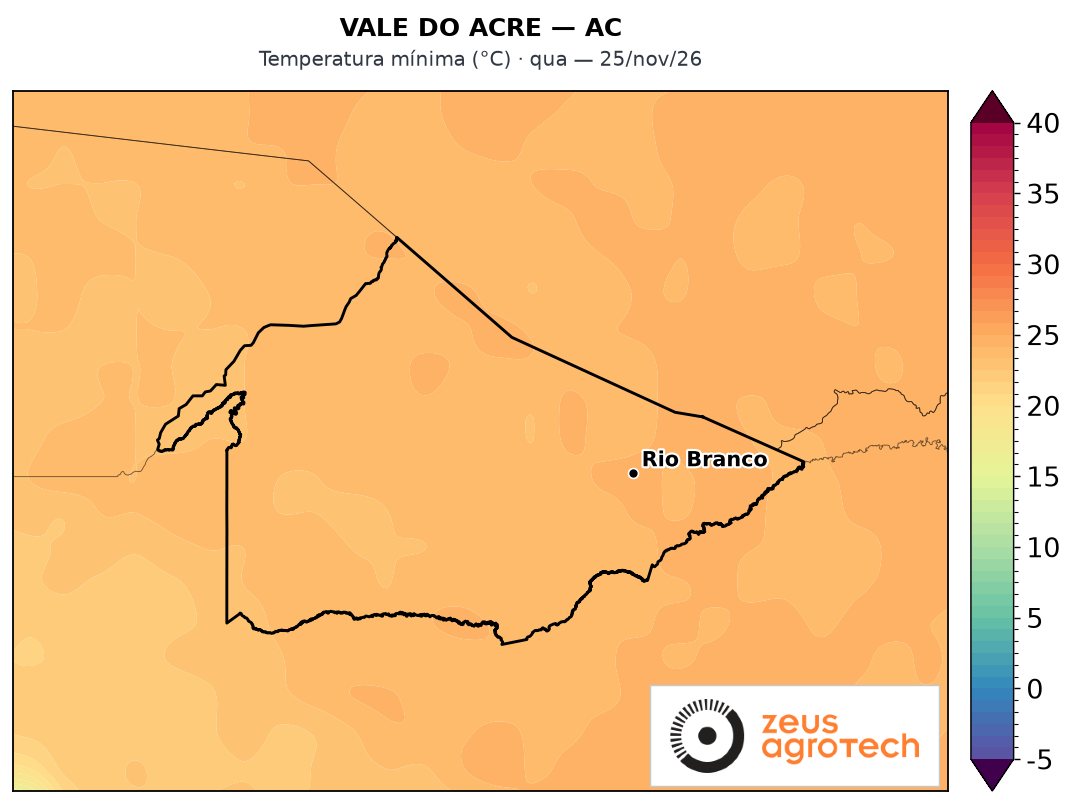 VALE DO ACRE — AC
Temperatura mínima (°C) · qua — 25/nov/26
40
35
30
25
20
15
10
5
0
-5
Rio Branco
zeus
agrotech